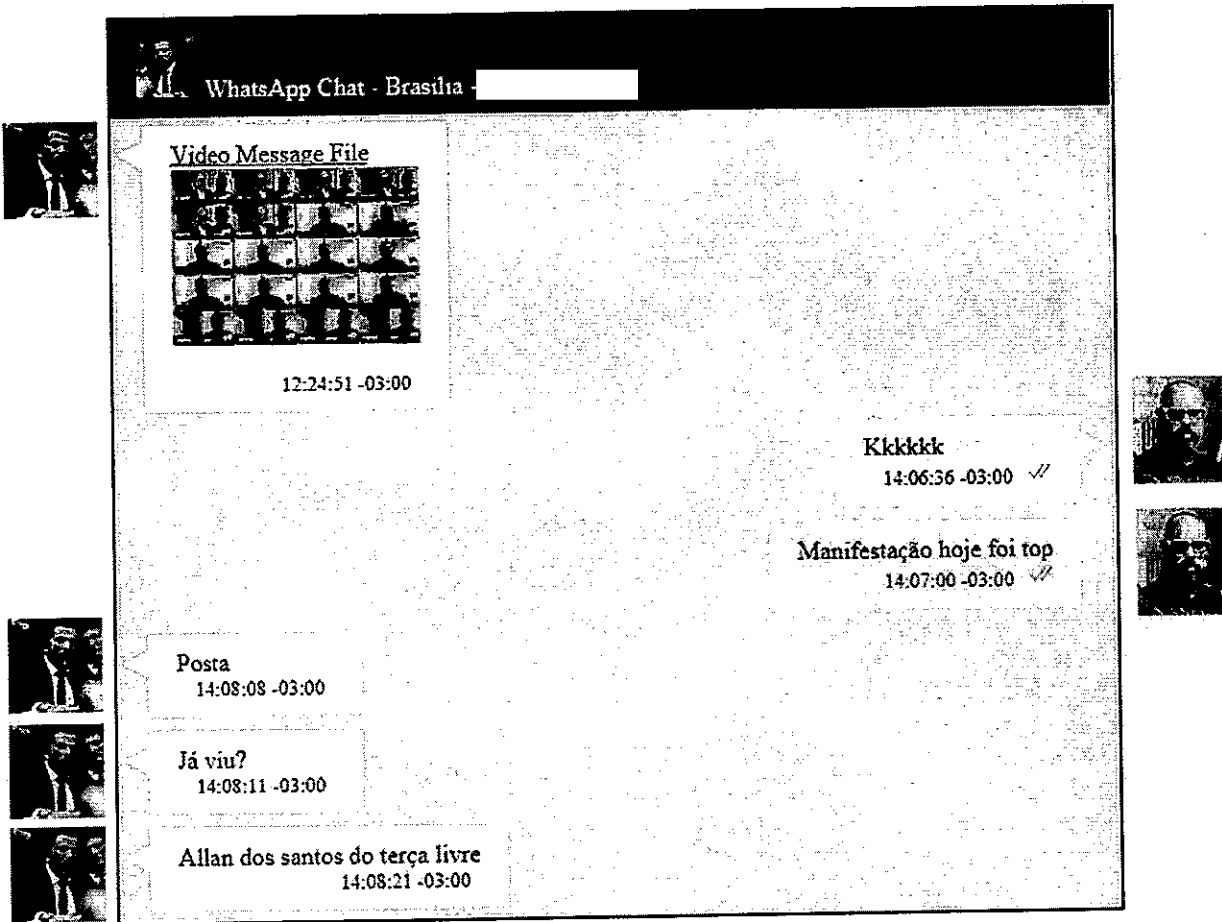 WhatsApp Chat - Brasilia -
Video Message File
12:24:51 -03:00
Kkkkkk
14:06:36 -03:00
Manifestação hoje foi top
14:07:00 -03:00
Posta
14:08:08 -03:00
Já viu?
14:08:11 -03:00
Allan dos santos do terça livre
14:08:21 -03:00